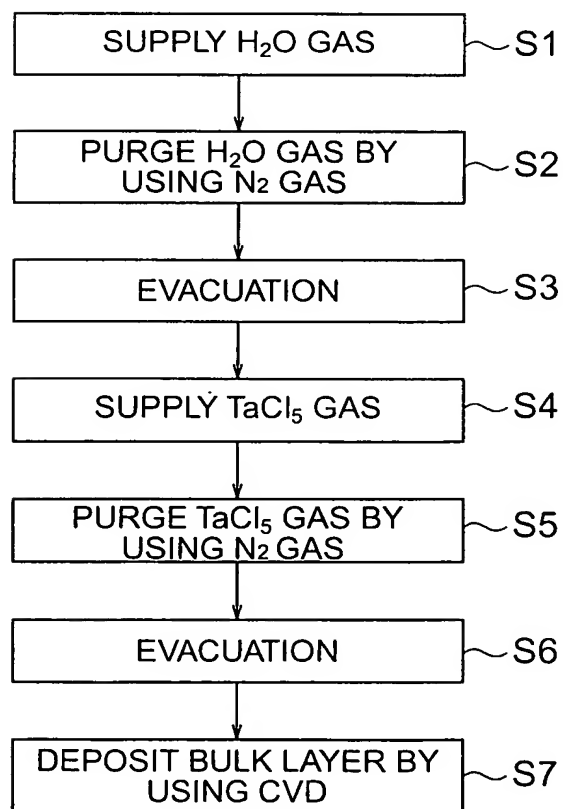 SUPPLY H₂O GAS
S1
PURGE H₂O GAS BY
USING N₂ GAS
S2
EVACUATION
S3
SUPPLY TaCl₅ GAS
S4
PURGE TaCl₅ GAS BY
USING N₂ GAS
S5
EVACUATION
S6
DEPOSIT BULK LAYER BY
USING CVD
S7